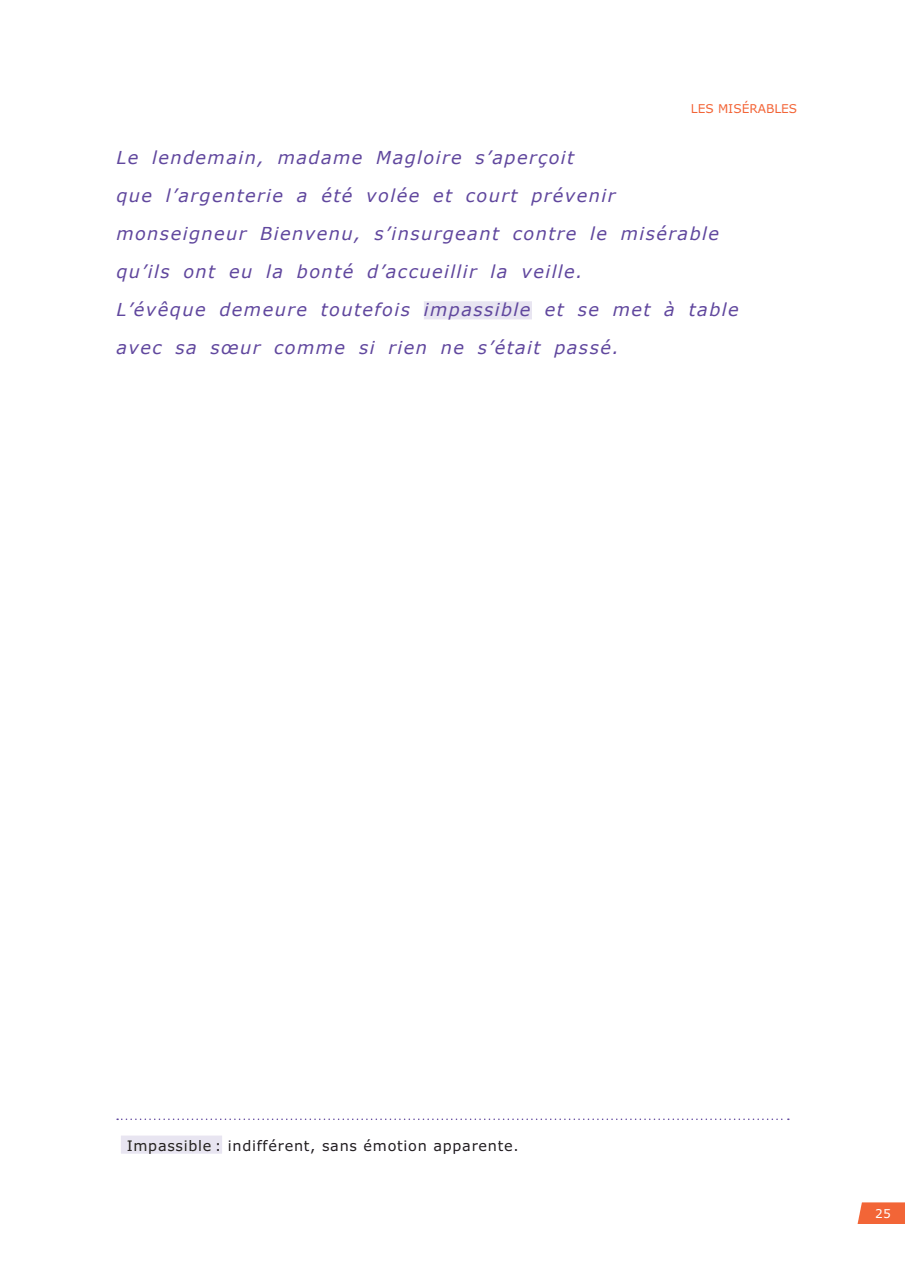 LES MISÉRABLES
Le lendemain, madame Magloire s’aperçoit
que l’argenterie a été volée et court prévenir
monseigneur Bienvenu, s’insurgeant contre le misérable
qu’ils ont eu la bonté d’accueillir la veille.
L’évêque demeure toutefois impassible et se met à table
avec sa sœur comme si rien ne s’était passé.
Impassible : indifférent, sans émotion apparente.
25